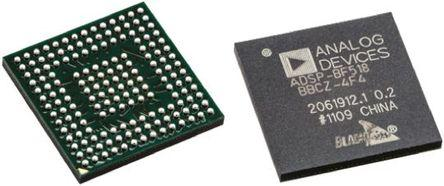 ANALOG
DEVICES
ADSP-BF518
BBCZ-4F4
2061912.1 0.2
#1109 CHINA